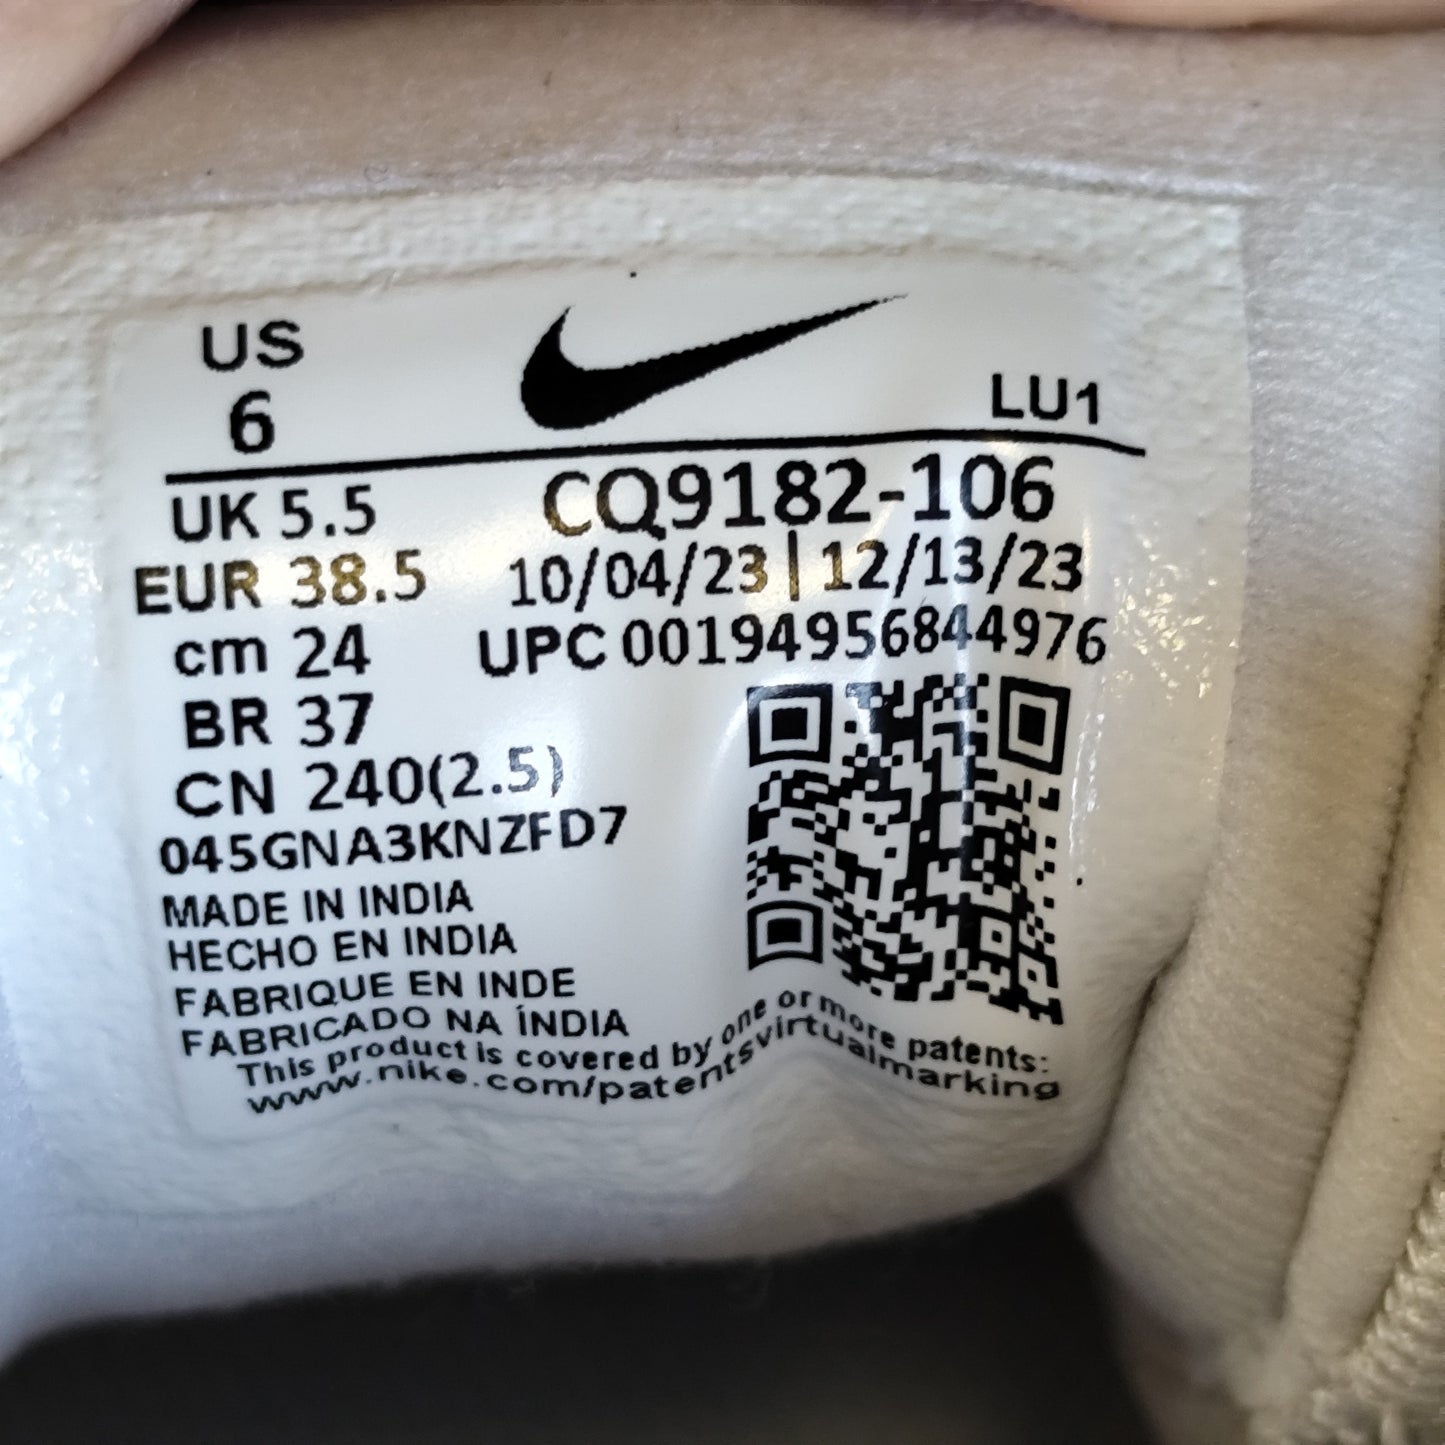 US
6
LU1
UK 5.5
CQ9182-106
EUR 38.5
10/04/23 | 12/13/23
cm 24
UPC 00194956844976
BR 37
CN 240(2.5)
045GNA3KNZFD7
MADE IN INDIA
HECHO EN INDIA
FABRIQUE EN INDE
FABRICADO NA ÍNDIA
This product is covered by one or more patents:
www.nike.com/patentsvirtualmarking